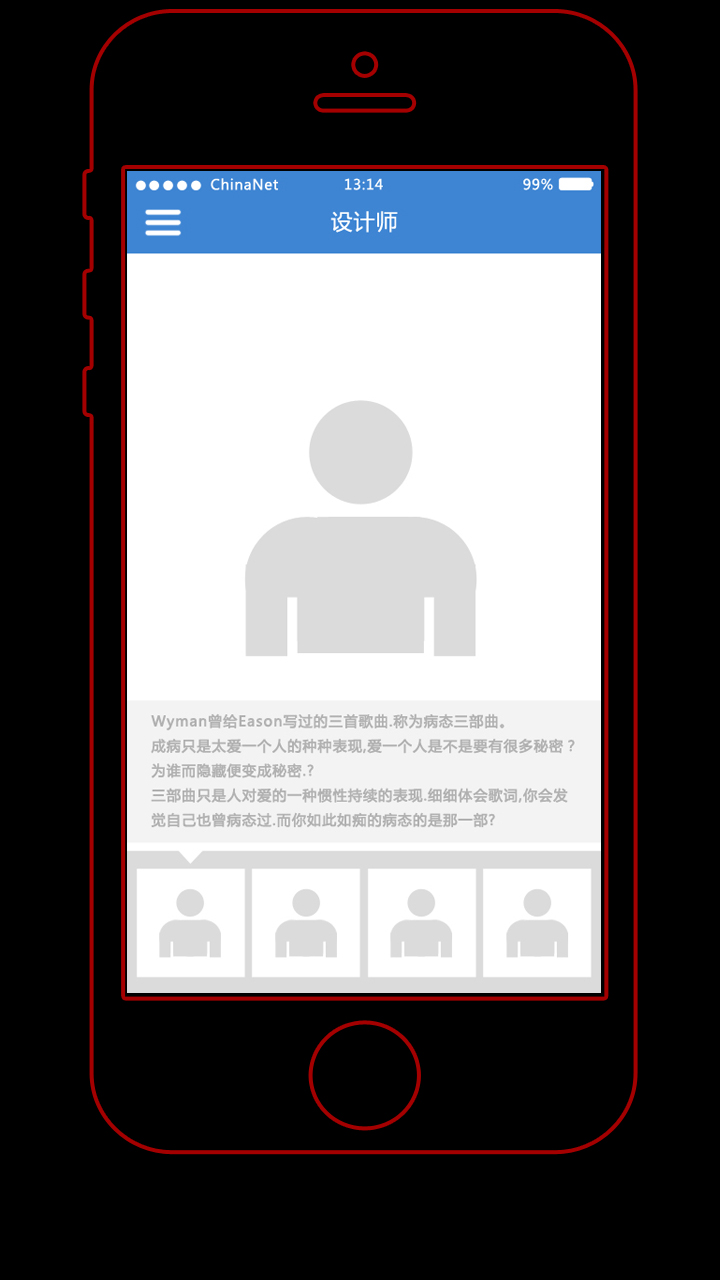 ChinaNet 13:14 99%
设计师
Wyman曾给Eason写过的三首歌曲.称为病态三部曲。
成病只是太爱一个人的种种表现,爱一个人是不是要有很多秘密？
为谁而隐藏便变成秘密.?
三部曲只是人对爱的一种惯性持续的表现.细细体会歌词,你会发
觉自己也曾病态过.而你如此如痴的病态的是那一部?